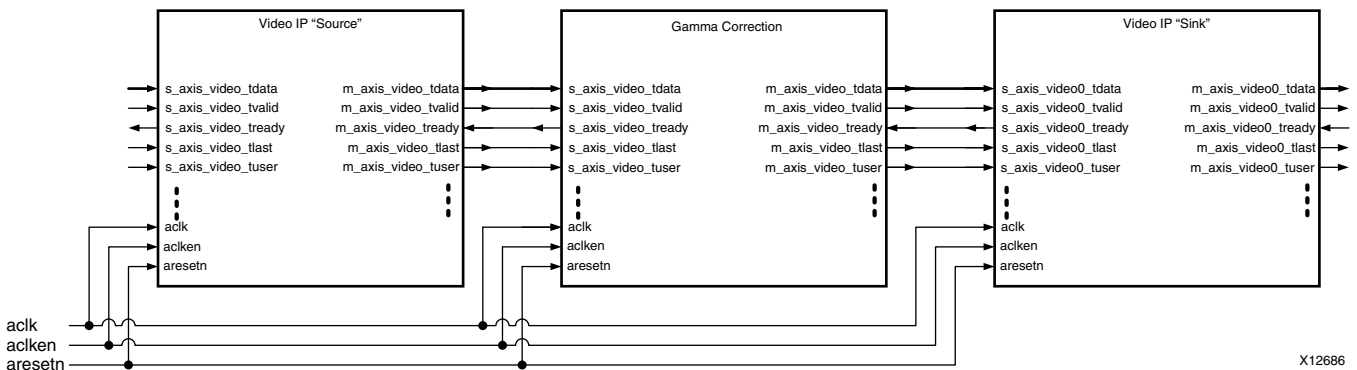 Video IP “Source”
s_axis_video_tdata
s_axis_video_tvalid
s_axis_video_tready
s_axis_video_tlast
s_axis_video_tuser
m_axis_video_tdata
m_axis_video_tvalid
m_axis_video_tready
m_axis_video_tlast
m_axis_video_tuser
aclk
aclken
aresetn
Gamma Correction
s_axis_video_tdata
s_axis_video_tvalid
s_axis_video_tready
s_axis_video_tlast
s_axis_video_tuser
m_axis_video_tdata
m_axis_video_tvalid
m_axis_video_tready
m_axis_video_tlast
m_axis_video_tuser
aclk
aclken
aresetn
Video IP “Sink”
s_axis_video0_tdata
s_axis_video0_tvalid
s_axis_video0_tready
s_axis_video0_tlast
s_axis_video0_tuser
m_axis_video0_tdata
m_axis_video0_tvalid
m_axis_video0_tready
m_axis_video0_tlast
m_axis_video0_tuser
aclk
aclken
aresetn
aclk
aclken
aresetn
X12686